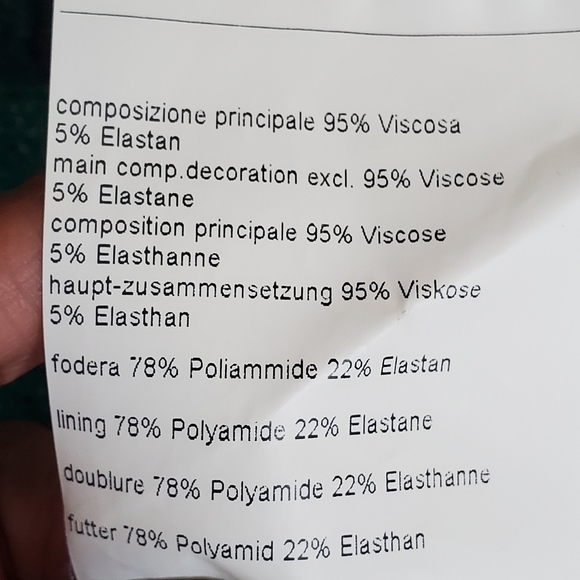 composizione principale 95% Viscosa
5% Elastan
main comp.decoration excl. 95% Viscose
5% Elastane
composition principale 95% Viscose
5% Elasthanne
haupt-zusammensetzung 95% Viskose
5% Elasthan
fodera 78% Poliammide 22% Elastan
lining 78% Polyamide 22% Elastane
doublure 78% Polyamide 22% Elasthanne
futter 78% Polyamid 22% Elasthan